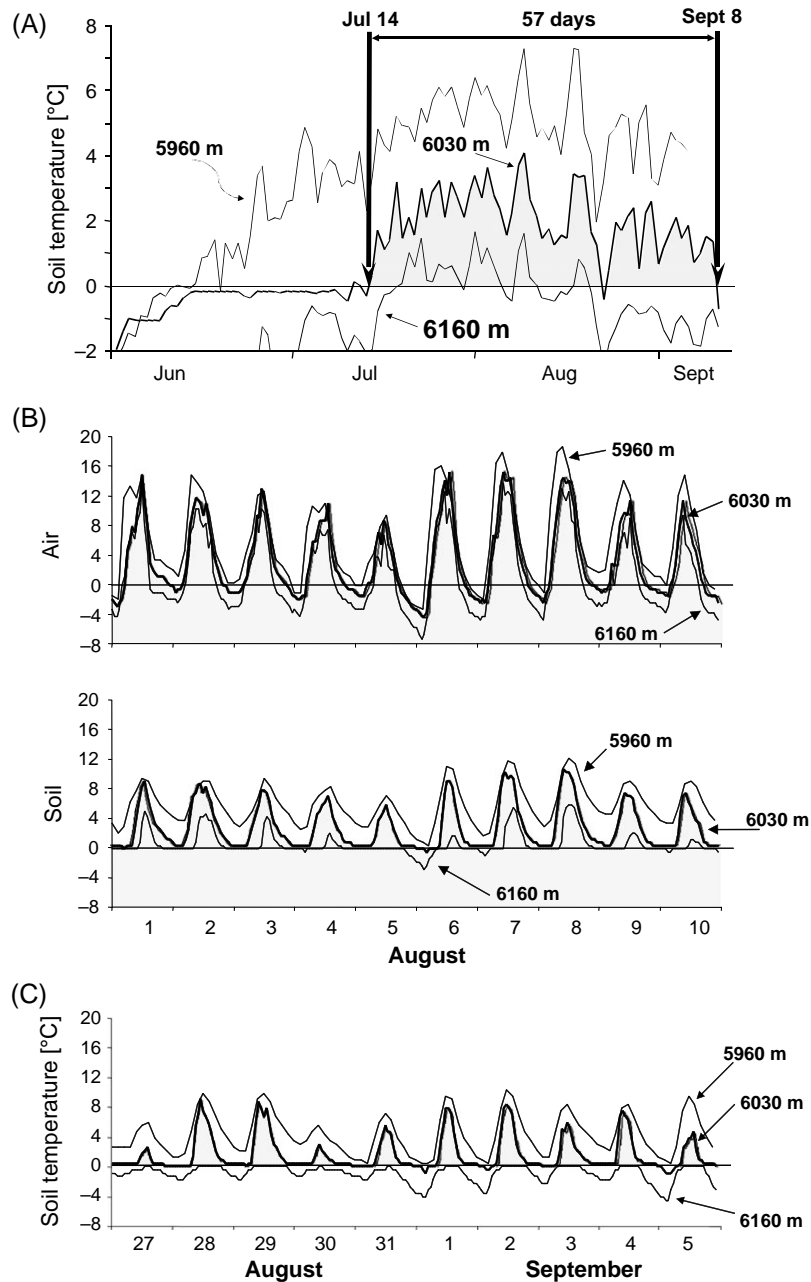 (A)
Jul 14
57 days
Sept 8
Soil temperature [°C]
8
6
4
2
0
–2
5960 m
6030 m
6160 m
Jun
Jul
Aug
Sept
(B)
Air
20
16
12
8
4
0
–4
–8
5960 m
6030 m
6160 m
Soil
20
16
12
8
4
0
–4
–8
5960 m
6030 m
6160 m
1 2 3 4 5 6 7 8 9 10
August
(C)
Soil temperature [°C]
20
16
12
8
4
0
–4
–8
5960 m
6030 m
6160 m
27 28 29 30 31 1 2 3 4 5
August September